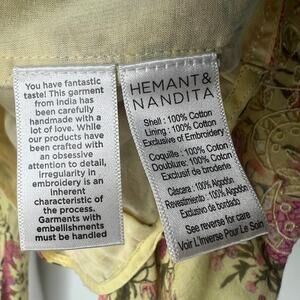 You have fantastic
taste! This garment
from India has
been carefully
handmade with a
lot of love. While
our products have
been crafted with
an obsessive
attention to detail,
irregularity in
embroidery is an
inherent
characteristic of
the process.
Garments with
embellishments
must be handled
HEMANT &
NANDITA
Shell : 100% Cotton
Lining : 100% Cotton
Exclusive of Embroidery
Coquille : 100% Coton
Doublure: 100% Coton
Exclusif de broderie
Cáscara : 100% Algodón
Revestimiento : 100% Algodón
Exclusivo de bordado
See reverse for care
Voir L'inverse Pour Le Soin